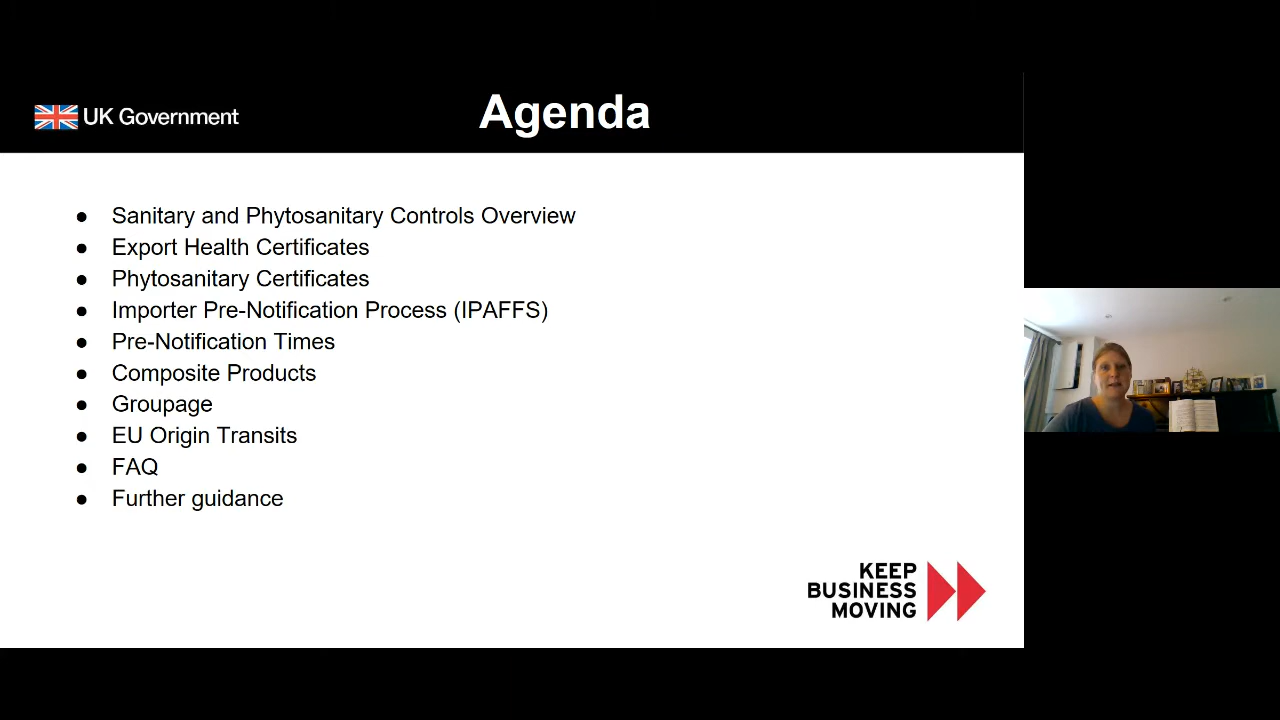 UK Government
Agenda
● Sanitary and Phytosanitary Controls Overview
● Export Health Certificates
● Phytosanitary Certificates
● Importer Pre-Notification Process (IPAFFS)
● Pre-Notification Times
● Composite Products
● Groupage
● EU Origin Transits
● FAQ
● Further guidance
KEEP
BUSINESS
MOVING